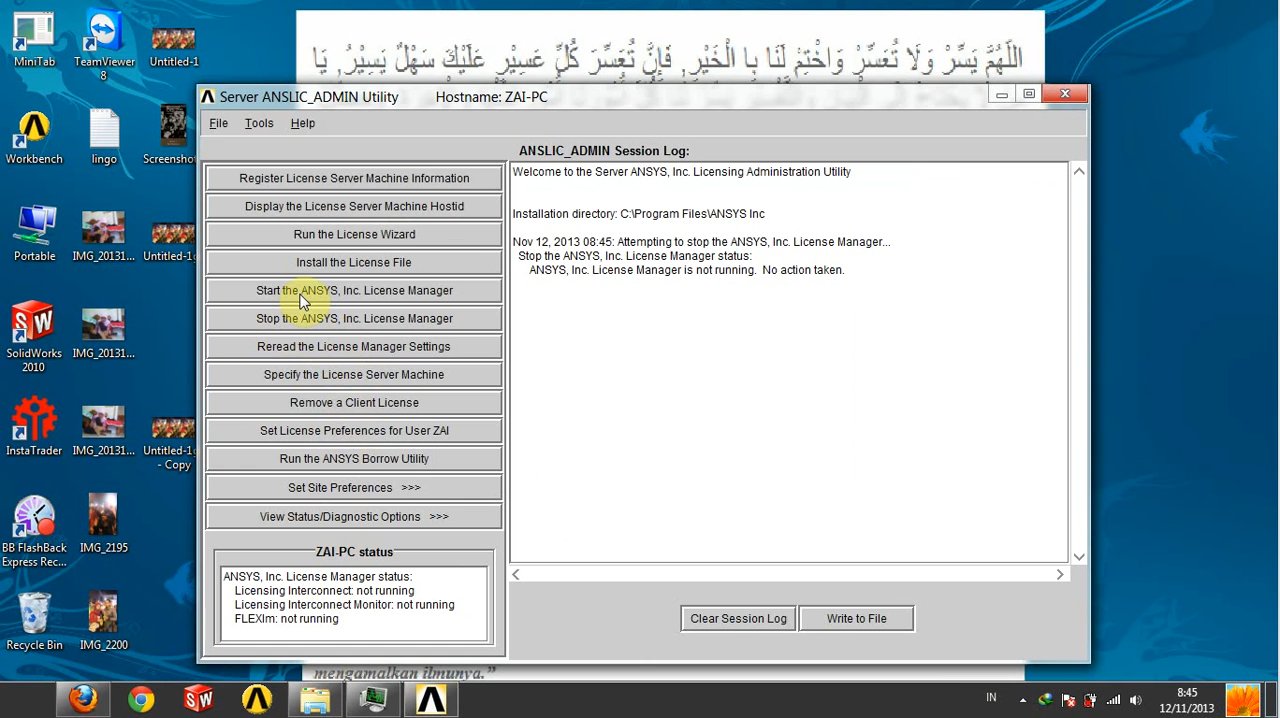 MiniTab
TeamViewer
8
Untitled-1
Workbench
lingo
Screensho...
Portable
IMG_20131...
Untitled-1
SolidWorks
2010
IMG_20131...
InstaTrader
IMG_20131...
Untitled-1
- Copy
BB FlashBack
Express Rec...
IMG_2195
Recycle Bin
IMG_2200
اللَّهُمَّ يَسِّرْ وَلَا تُعَسِّرْ وَاخْتِمْ لَنَا بِا الْخَيْرِ, فَإِنَّ تُعَسِّرَ كُلِّ عَسِيْرٍ عَلَيْكَ سَهْلٌ يَسِيْرٌ, يَا
Server ANSLIC_ADMIN Utility Hostname: ZAI-PC
File Tools Help
Register License Server Machine Information
Display the License Server Machine Hostid
Run the License Wizard
Install the License File
Start the ANSYS, Inc. License Manager
Stop the ANSYS, Inc. License Manager
Reread the License Manager Settings
Specify the License Server Machine
Remove a Client License
Set License Preferences for User ZAI
Run the ANSYS Borrow Utility
Set Site Preferences >>>
View Status/Diagnostic Options >>>
ZAI-PC status
ANSYS, Inc. License Manager status:
Licensing Interconnect: not running
Licensing Interconnect Monitor: not running
FLEXlm: not running
ANSLIC_ADMIN Session Log:
Welcome to the Server ANSYS, Inc. Licensing Administration Utility
Installation directory: C:\Program Files\ANSYS Inc
Nov 12, 2013 08:45: Attempting to stop the ANSYS, Inc. License Manager...
Stop the ANSYS, Inc. License Manager status:
ANSYS, Inc. License Manager is not running. No action taken.
Clear Session Log Write to File
mengamalkan ilmunya.”
IN
8:45
12/11/2013